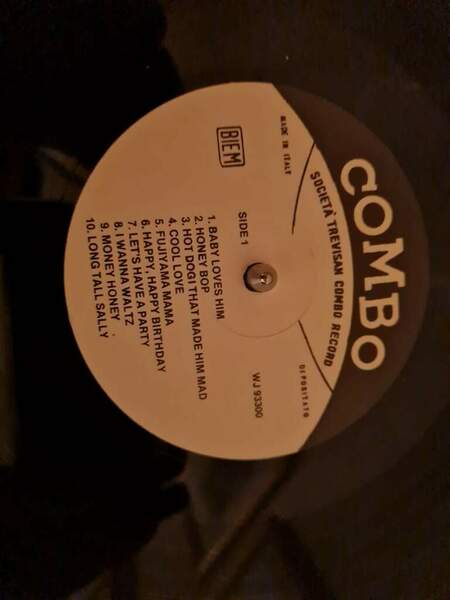 COMBO
SOCIETÀ TREVISAN COMBO RECORD
MADE IN ITALY
DEPOSITATO
BIEM
SIDE 1
WJ 93300
1. BABY LOVES HIM
2. HONEY BOP
3. HOT DOG! THAT MADE HIM MAD
4. COOL LOVE
5. FUJIYAMA MAMA
6. HAPPY, HAPPY BIRTHDAY
7. LET'S HAVE A PARTY
8. I WANNA WALTZ
9. MONEY HONEY
10. LONG TALL SALLY